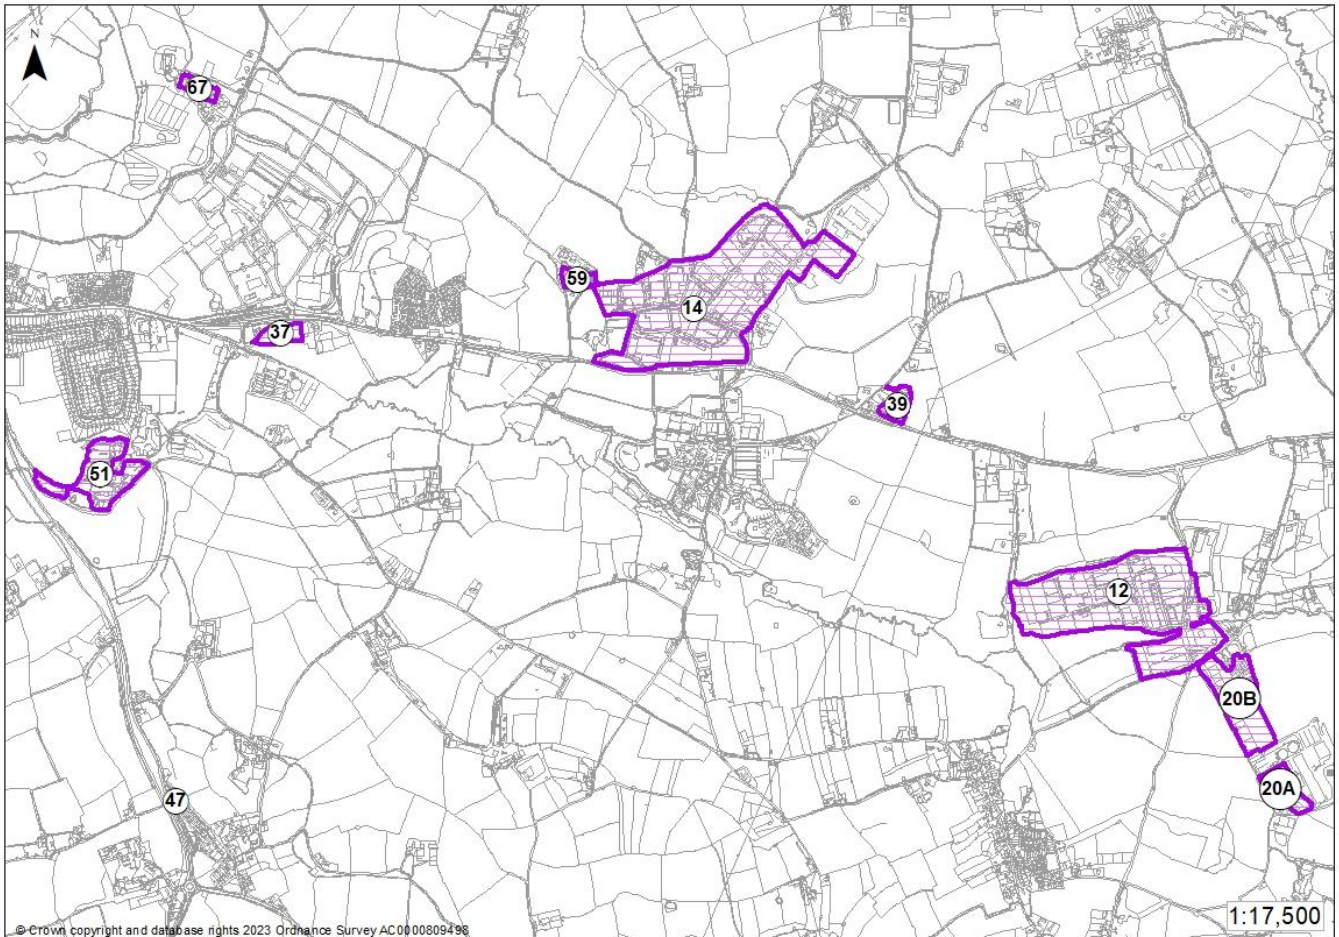 N
67
59
14
37
39
51
12
20B
20A
47
1:17,500
© Crown copyright and database rights 2023 Ordnance Survey AC0000809498